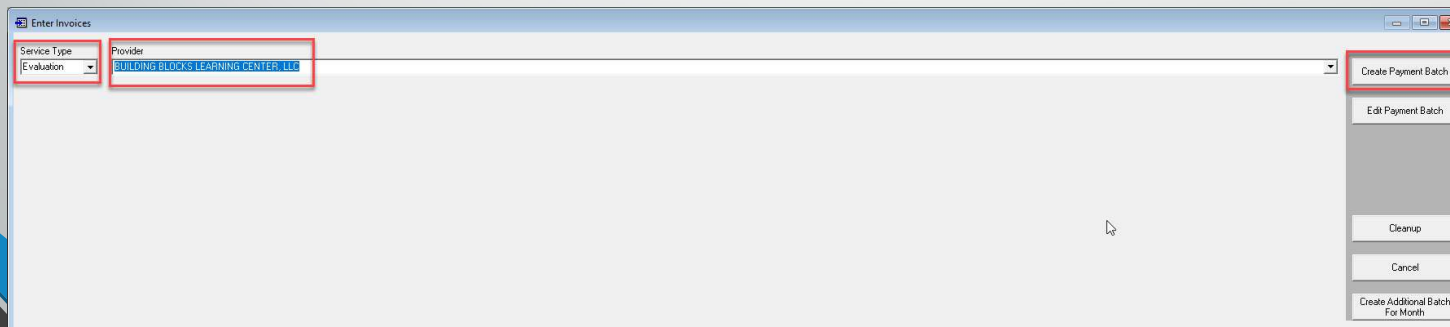 Enter Invoices
Service Type
Provider
Evaluation
BUILDING BLOCKS LEARNING CENTER, LLC
Create Payment Batch
Edit Payment Batch
Cleanup
Cancel
Create Additional Batch
For Month